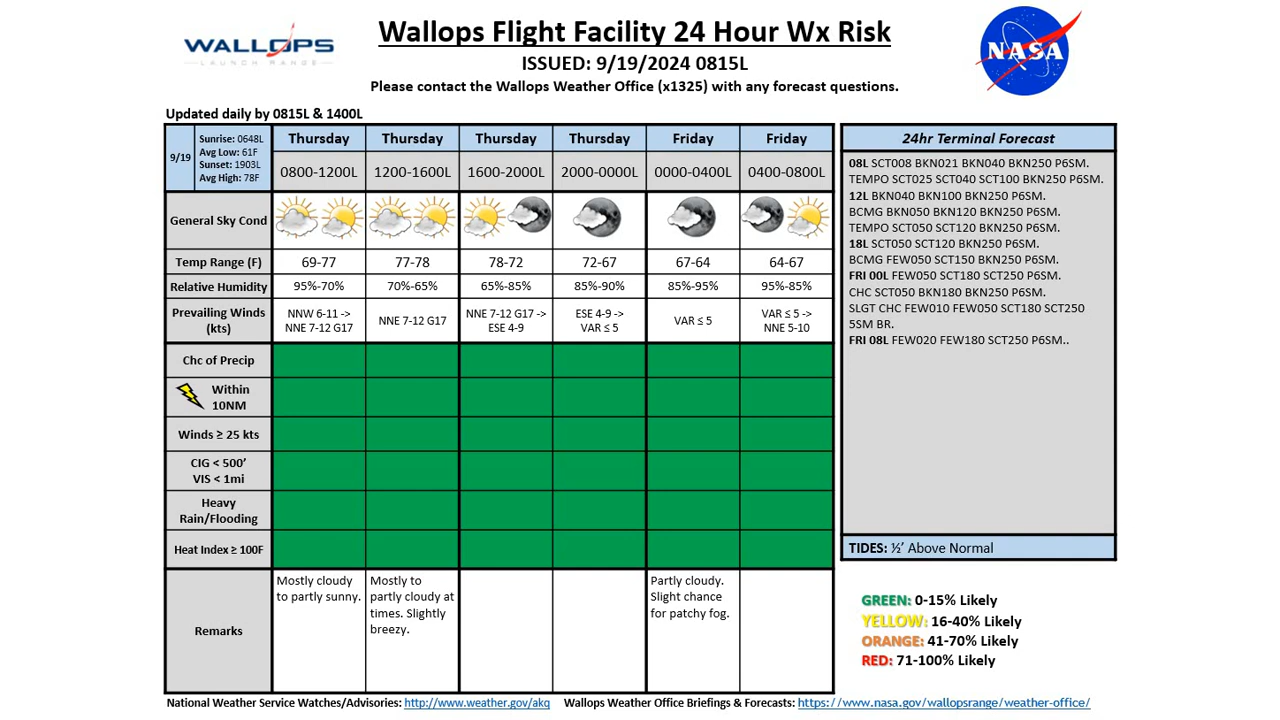 WALLOPS
LAUNCH RANGE
Wallops Flight Facility 24 Hour Wx Risk
ISSUED: 9/19/2024 0815L
Please contact the Wallops Weather Office (x1325) with any forecast questions.
NASA
Updated daily by 0815L & 1400L
9/19
Sunrise: 0648L
Avg Low: 61F
Sunset: 1903L
Avg High: 78F
Thursday Thursday Thursday Thursday Friday Friday
0800-1200L 1200-1600L 1600-2000L 2000-0000L 0000-0400L 0400-0800L
General Sky Cond
Temp Range (F) 69-77 77-78 78-72 72-67 67-64 64-67
Relative Humidity 95%-70% 70%-65% 65%-85% 85%-90% 85%-95% 95%-85%
Prevailing Winds
(kts)
NNW 6-11 ->
NNE 7-12 G17
NNE 7-12 G17
NNE 7-12 G17 ->
ESE 4-9
ESE 4-9 ->
VAR ≤ 5
VAR ≤ 5
VAR ≤ 5 ->
NNE 5-10
Chc of Precip
Within
10NM
Winds ≥ 25 kts
CIG < 500’
VIS < 1mi
Heavy
Rain/Flooding
Heat Index ≥ 100F
Remarks
Mostly cloudy
to partly sunny.
Mostly to
partly cloudy at
times. Slightly
breezy.
Partly cloudy.
Slight chance
for patchy fog.
24hr Terminal Forecast
08L SCT008 BKN021 BKN040 BKN250 P6SM.
TEMPO SCT025 SCT040 SCT100 BKN250 P6SM.
12L BKN040 BKN100 BKN250 P6SM.
BCMG BKN050 BKN120 BKN250 P6SM.
TEMPO SCT050 SCT120 BKN250 P6SM.
18L SCT050 SCT120 BKN250 P6SM.
BCMG FEW050 SCT150 BKN250 P6SM.
FRI 00L FEW050 SCT180 SCT250 P6SM.
CHC SCT050 BKN180 BKN250 P6SM.
SLGT CHC FEW010 FEW050 SCT180 SCT250
5SM BR.
FRI 08L FEW020 FEW180 SCT250 P6SM..
TIDES: ½’ Above Normal
GREEN: 0-15% Likely
YELLOW: 16-40% Likely
ORANGE: 41-70% Likely
RED: 71-100% Likely
National Weather Service Watches/Advisories: http://www.weather.gov/akq Wallops Weather Office Briefings & Forecasts: https://www.nasa.gov/wallopsrange/weather-office/